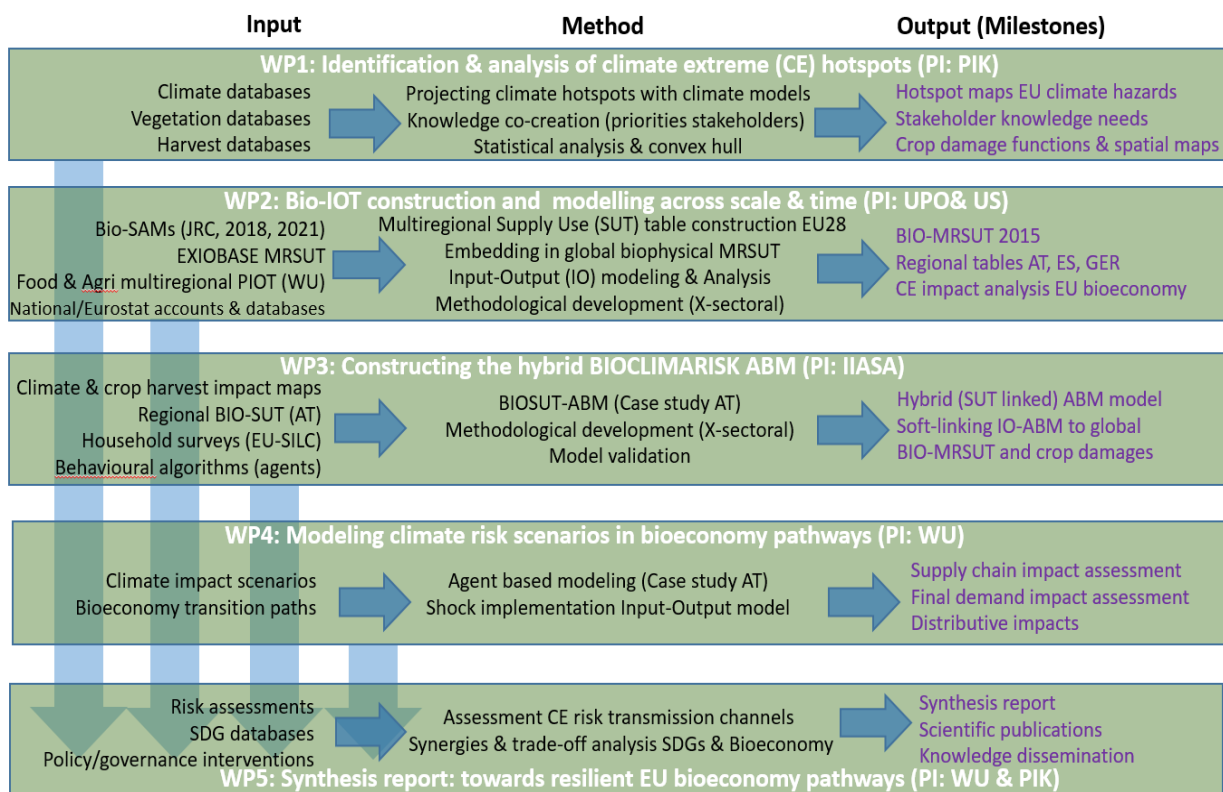 Input
Method
Output (Milestones)
WP1: Identification & analysis of climate extreme (CE) hotspots (PI: PIK)
Climate databases
Vegetation databases
Harvest databases
Projecting climate hotspots with climate models
Knowledge co-creation (priorities stakeholders)
Statistical analysis & convex hull
Hotspot maps EU climate hazards
Stakeholder knowledge needs
Crop damage functions & spatial maps
WP2: Bio-IOT construction and modelling across scale & time (PI: UPO& US)
Bio-SAMs (JRC, 2018, 2021)
EXIOBASE MRSUT
Food & Agri multiregional PIOT (WU)
National/Eurostat accounts & databases
Multiregional Supply Use (SUT) table construction EU28
Embedding in global biophysical MRSUT
Input-Output (IO) modeling & Analysis
Methodological development (X-sectoral)
BIO-MRSUT 2015
Regional tables AT, ES, GER
CE impact analysis EU bioeconomy
WP3: Constructing the hybrid BIOCLIMARISK ABM (PI: IIASA)
Climate & crop harvest impact maps
Regional BIO-SUT (AT)
Household surveys (EU-SILC)
Behavioural algorithms (agents)
BIOSUT-ABM (Case study AT)
Methodological development (X-sectoral)
Model validation
Hybrid (SUT linked) ABM model
Soft-linking IO-ABM to global
BIO-MRSUT and crop damages
WP4: Modeling climate risk scenarios in bioeconomy pathways (PI: WU)
Climate impact scenarios
Bioeconomy transition paths
Agent based modeling (Case study AT)
Shock implementation Input-Output model
Supply chain impact assessment
Final demand impact assessment
Distributive impacts
Risk assessments
SDG databases
Policy/governance interventions
Assessment CE risk transmission channels
Synergies & trade-off analysis SDGs & Bioeconomy
Synthesis report
Scientific publications
Knowledge dissemination
WP5: Synthesis report: towards resilient EU bioeconomy pathways (PI: WU & PIK)